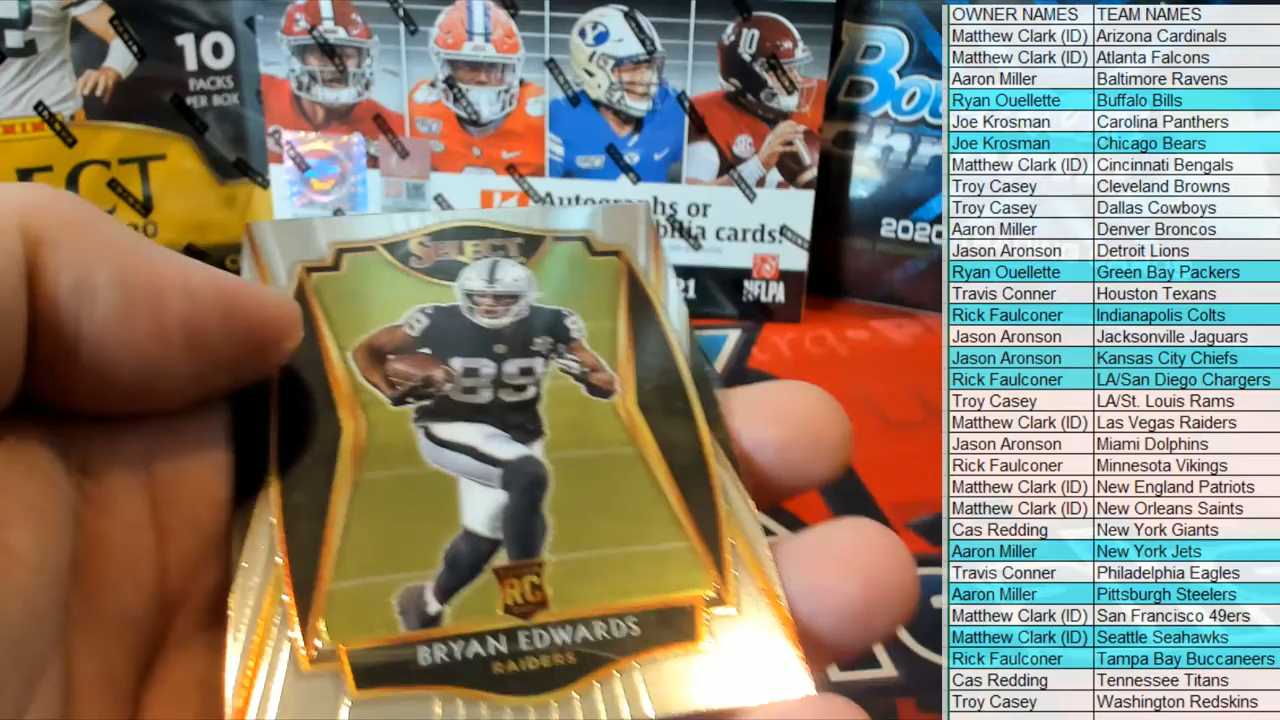 10
PACKS
PER BOX
10
Autographs or
cards!
21
NFLPA
2020
SELECT
89
89
RC
BRYAN EDWARDS
RAIDERS
OWNER NAMES TEAM NAMES
Matthew Clark (ID) Arizona Cardinals
Matthew Clark (ID) Atlanta Falcons
Aaron Miller Baltimore Ravens
Ryan Ouellette Buffalo Bills
Joe Krosman Carolina Panthers
Joe Krosman Chicago Bears
Matthew Clark (ID) Cincinnati Bengals
Troy Casey Cleveland Browns
Troy Casey Dallas Cowboys
Aaron Miller Denver Broncos
Jason Aronson Detroit Lions
Ryan Ouellette Green Bay Packers
Travis Conner Houston Texans
Rick Faulconer Indianapolis Colts
Jason Aronson Jacksonville Jaguars
Jason Aronson Kansas City Chiefs
Rick Faulconer LA/San Diego Chargers
Troy Casey LA/St. Louis Rams
Matthew Clark (ID) Las Vegas Raiders
Jason Aronson Miami Dolphins
Rick Faulconer Minnesota Vikings
Matthew Clark (ID) New England Patriots
Matthew Clark (ID) New Orleans Saints
Cas Redding New York Giants
Aaron Miller New York Jets
Travis Conner Philadelphia Eagles
Aaron Miller Pittsburgh Steelers
Matthew Clark (ID) San Francisco 49ers
Matthew Clark (ID) Seattle Seahawks
Rick Faulconer Tampa Bay Buccaneers
Cas Redding Tennessee Titans
Troy Casey Washington Redskins